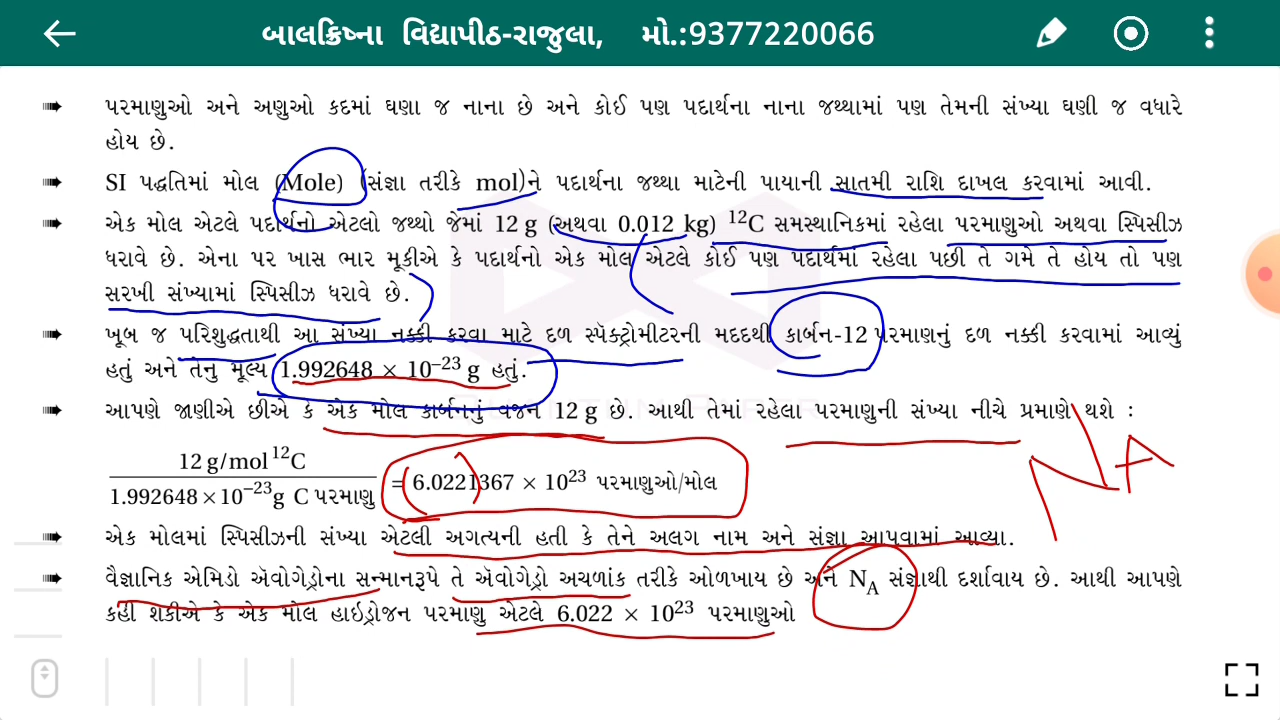 બાલક્રિષ્ના વિદ્યાપીઠ-રાજુલા, મો.:9377220066
➠ પરમાણુઓ અને અણુઓ કદમાં ઘણા જ નાના છે અને કોઈ પણ પદાર્થના નાના જથ્થામાં પણ તેમની સંખ્યા ઘણી જ વધારે
હોય છે.
➠ SI પદ્ધતિમાં મોલ (Mole) (સંજ્ઞા તરીકે mol)ને પદાર્થના જથ્થા માટેની પાયાની સાતમી રાશિ દાખલ કરવામાં આવી.
➠ એક મોલ એટલે પદાર્થનો એટલો જથ્થો જેમાં 12 g (અથવા 0.012 kg) ¹²C સમસ્થાનિકમાં રહેલા પરમાણુઓ અથવા સ્પિસીઝ
ધરાવે છે. એના પર ખાસ ભાર મૂકીએ કે પદાર્થનો એક મોલ એટલે કોઈ પણ પદાર્થમાં રહેલા પછી તે ગમે તે હોય તો પણ
સરખી સંખ્યામાં સ્પિસીઝ ધરાવે છે.
➠ ખૂબ જ પરિશુદ્ધતાથી આ સંખ્યા નક્કી કરવા માટે દળ સ્પૅક્ટ્રોમીટરની મદદથી કાર્બન-12 પરમાણનું દળ નક્કી કરવામાં આવ્યું
હતું અને તેનુ મૂલ્ય 1.992648 × 10⁻²³ g હતું.
➠ આપણે જાણીએ છીએ કે એક મોલ કાર્બનનું વજન 12 g છે. આથી તેમાં રહેલા પરમાણુની સંખ્યા નીચે પ્રમાણે થશે :
12 g/mol ¹²C
1.992648×10⁻²³g C પરમાણુ = 6.0221367 × 10²³ પરમાણુઓ/મોલ
NA
➠ એક મોલમાં સ્પિસીઝની સંખ્યા એટલી અગત્યની હતી કે તેને અલગ નામ અને સંજ્ઞા આપવામાં આવ્યા.
➠ વૈજ્ઞાનિક એમિડો ઍવોગેડ્રોના સન્માનરૂપે તે ઍવોગેડ્રો અચળાંક તરીકે ઓળખાય છે અને N_A સંજ્ઞાથી દર્શાવાય છે. આથી આપણે
કહી શકીએ કે એક મોલ હાઇડ્રોજન પરમાણુ એટલે 6.022 × 10²³ પરમાણુઓ